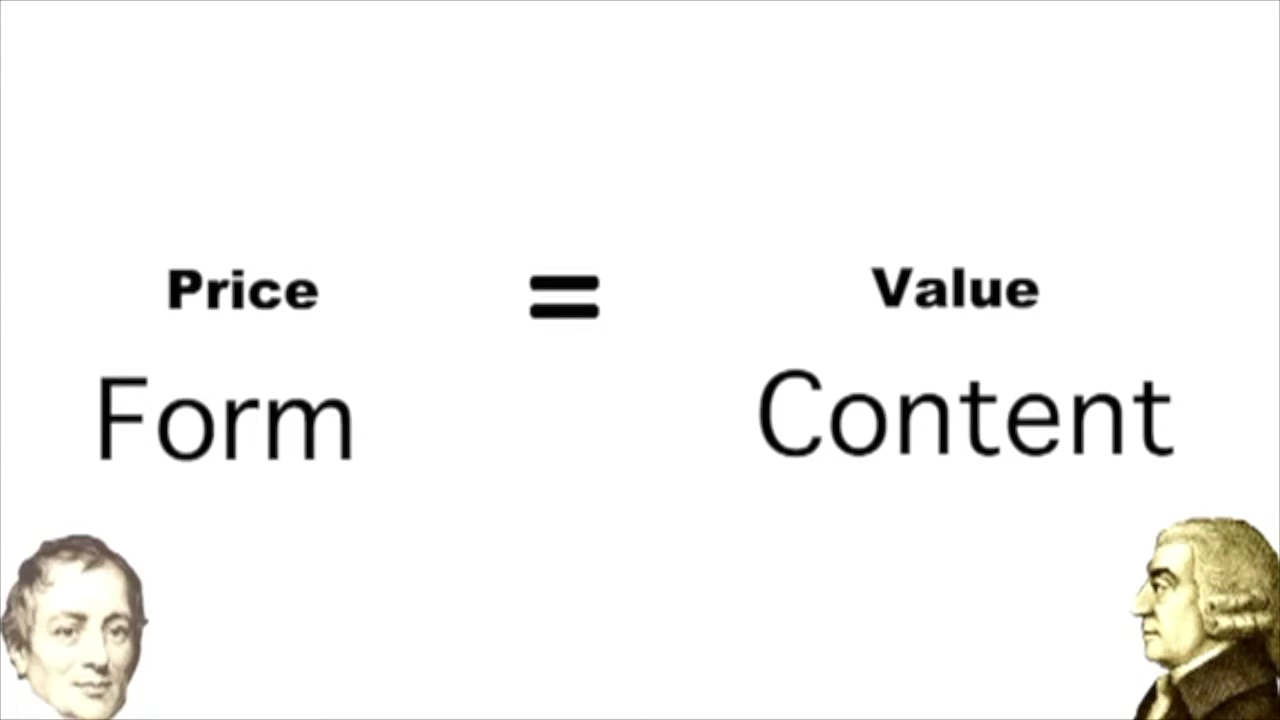 Price = Value
Form Content